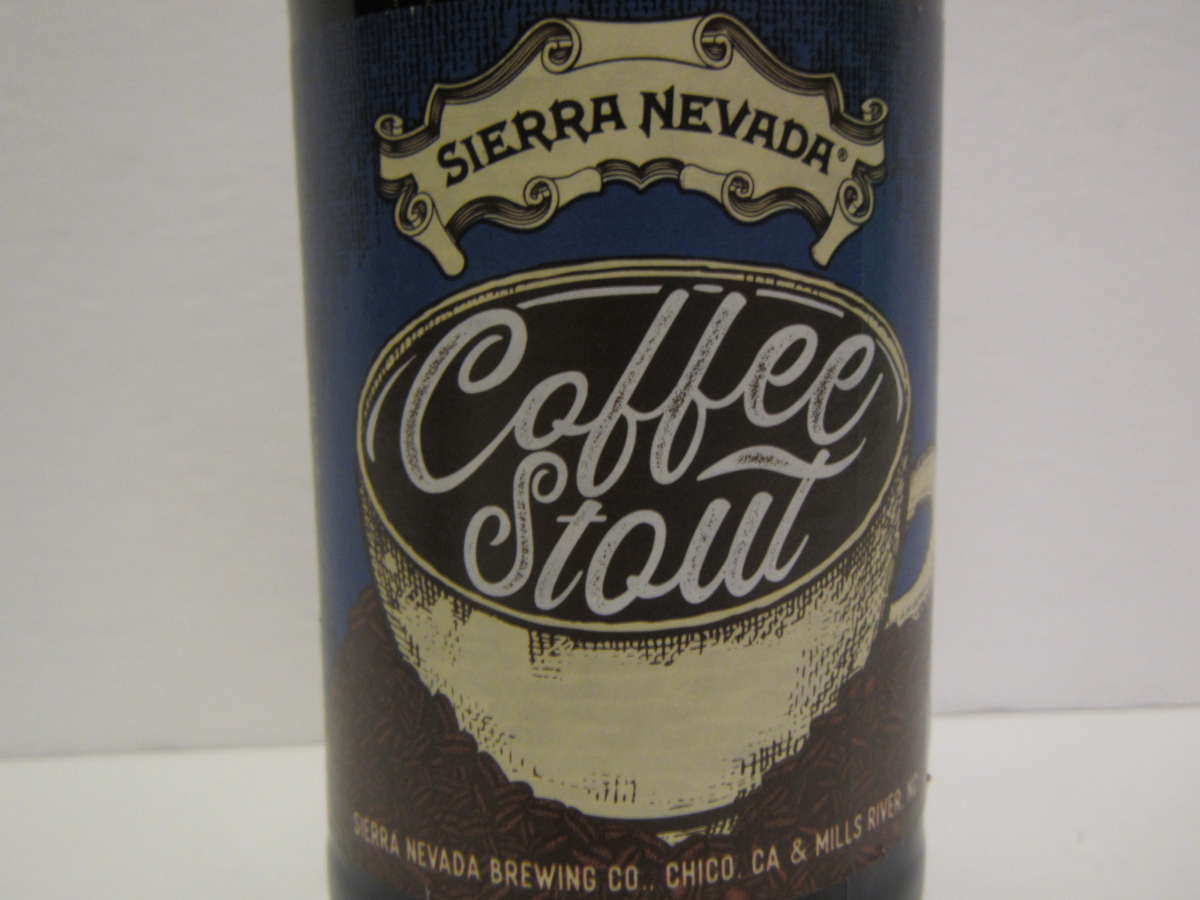 SIERRA NEVADA®
Coffee
Stout
SIERRA NEVADA BREWING CO., CHICO, CA & MILLS RIVER, NC